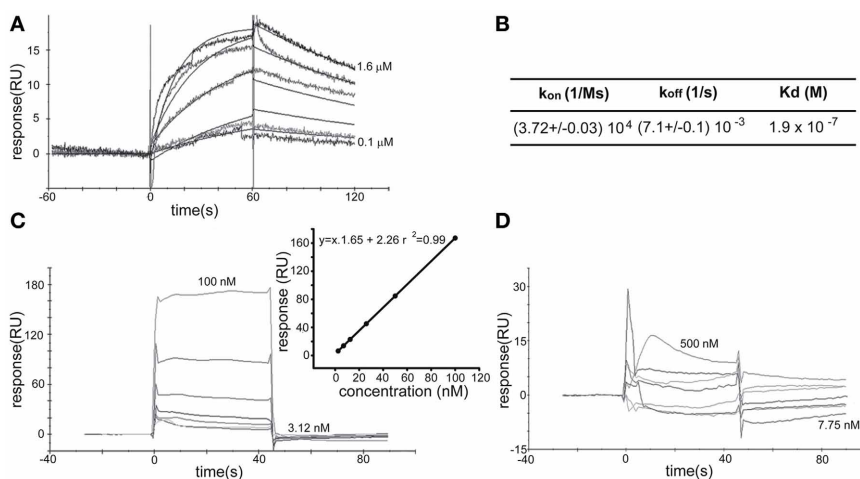 A
response(RU)
15
10
5
0
1.6 µM
0.1 µM
-60
0
60
120
time(s)
B
kon (1/Ms) koff (1/s) Kd (M)
(3.72+/-0.03) 10^4 (7.1+/-0.1) 10^-3 1.9 x 10^-7
C
response(RU)
180
120
60
0
100 nM
3.12 nM
-40
0
40
80
time(s)
y=x.1.65 + 2.26 r^2=0.99
response (RU)
160
120
80
40
0
0 20 40 60 80 100 120
concentration (nM)
D
response(RU)
30
15
0
-15
500 nM
7.75 nM
-40
0
40
80
time(s)